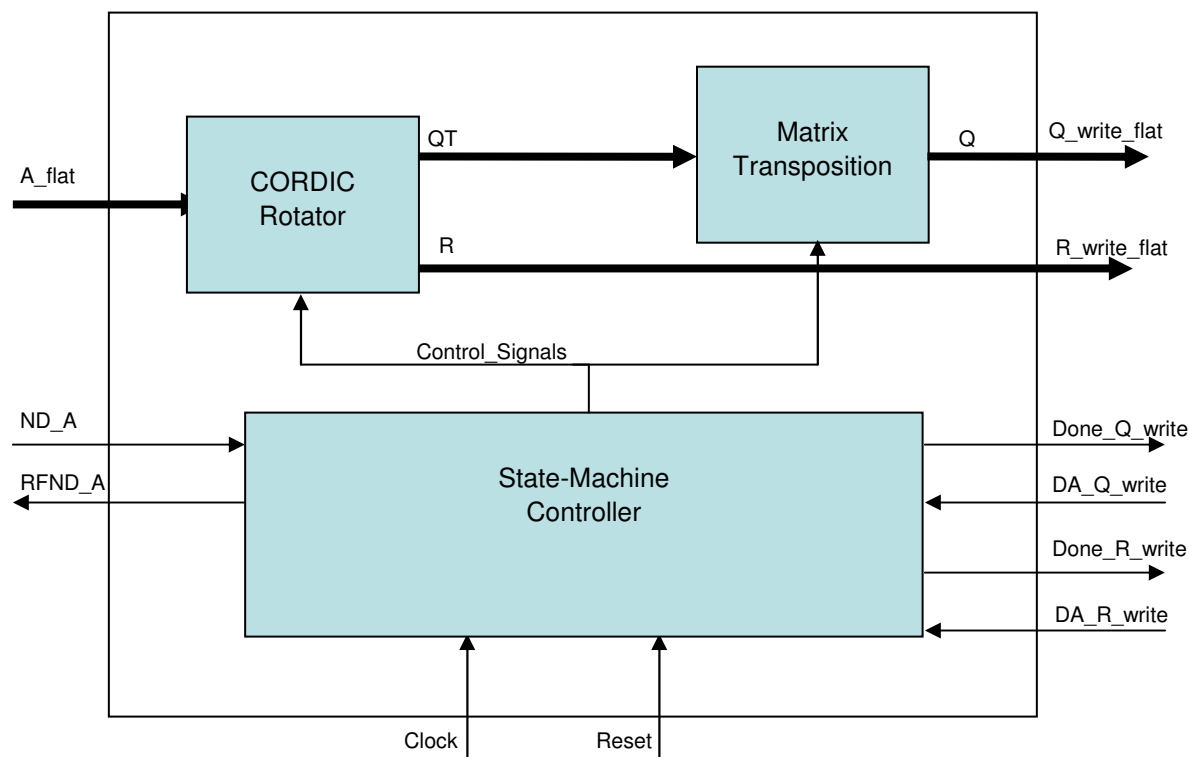 Matrix
Transposition
QT
Q
Q_write_flat
A_flat
CORDIC
Rotator
R
R_write_flat
Control_Signals
ND_A
RFND_A
State-Machine
Controller
Done_Q_write
DA_Q_write
Done_R_write
DA_R_write
Clock
Reset